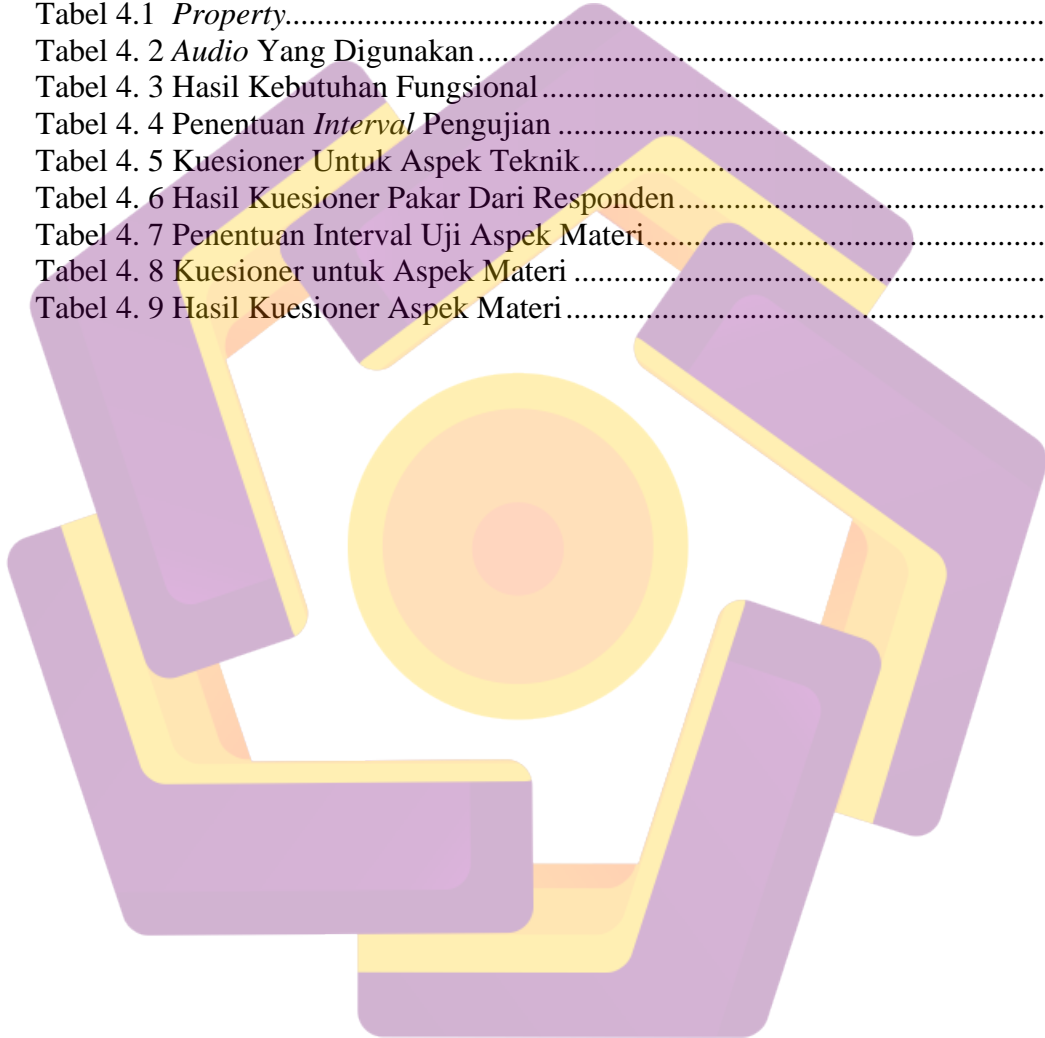 Tabel 4.1 Property................................................................................................
Tabel 4. 2 Audio Yang Digunakan........................................................................
Tabel 4. 3 Hasil Kebutuhan Fungsional................................................................
Tabel 4. 4 Penentuan Interval Pengujian ..............................................................
Tabel 4. 5 Kuesioner Untuk Aspek Teknik...........................................................
Tabel 4. 6 Hasil Kuesioner Pakar Dari Responden...............................................
Tabel 4. 7 Penentuan Interval Uji Aspek Materi...................................................
Tabel 4. 8 Kuesioner untuk Aspek Materi ............................................................
Tabel 4. 9 Hasil Kuesioner Aspek Materi.............................................................